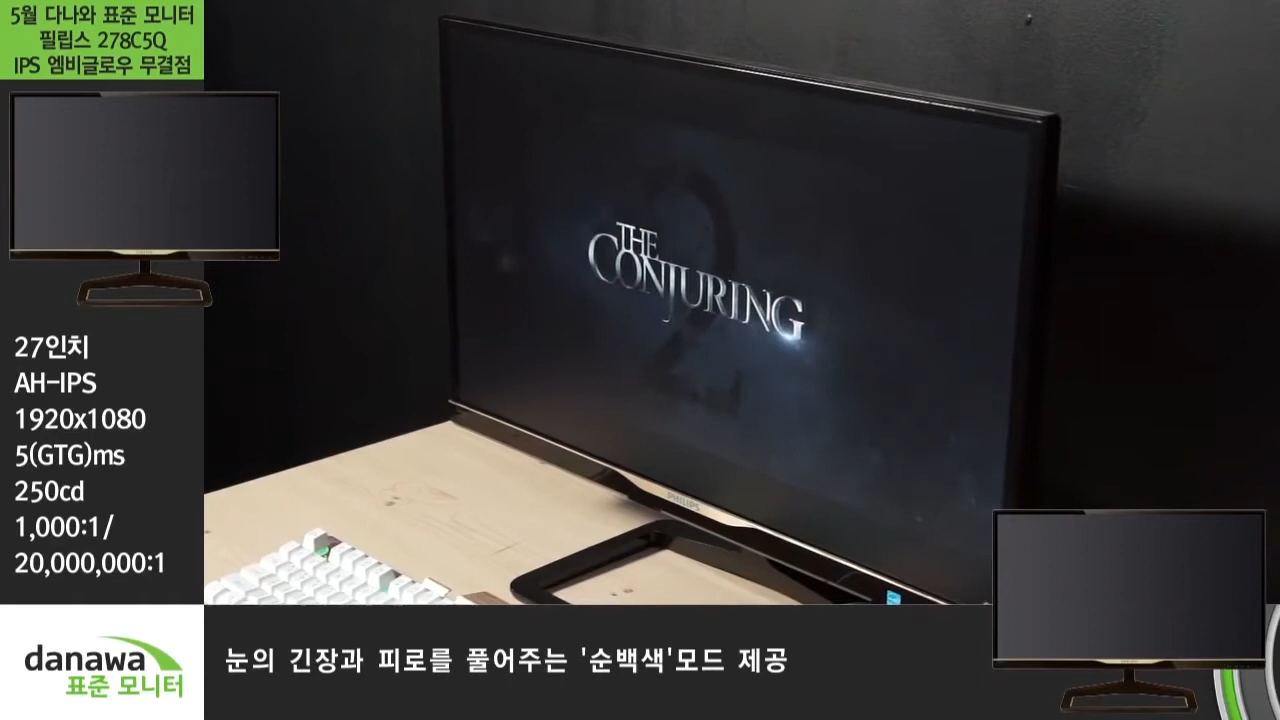 5월 다나와 표준 모니터
필립스 278C5Q
IPS 엠비글로우 무결점
THE
CONJURING
2
PHILIPS
27인치
AH-IPS
1920x1080
5(GTG)ms
250cd
1,000:1/
20,000,000:1
danawa
표준 모니터
눈의 긴장과 피로를 풀어주는 '순백색'모드 제공